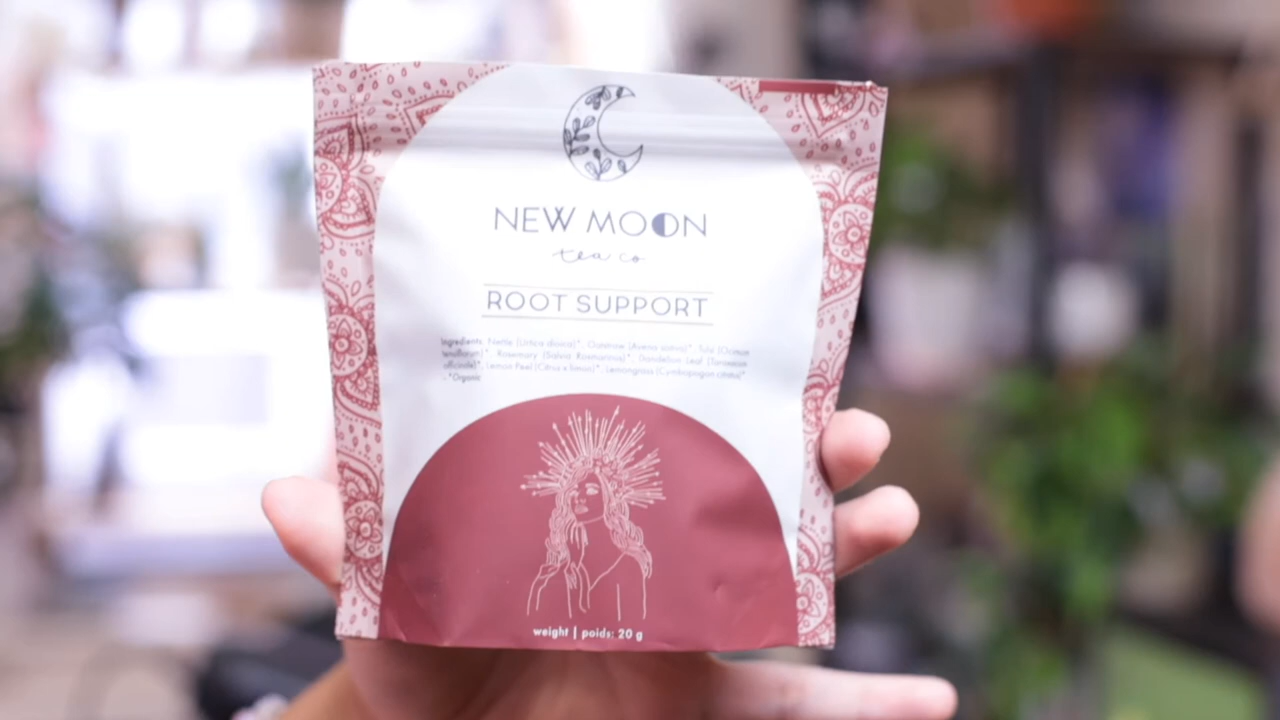 NEW MOON
tea co
ROOT SUPPORT
Ingredients: Nettle (Urtica dioica)*, Oatstraw (Avena sativa)*, Tulsi (Ocimum
tenuiflorum)*, Rosemary (Salvia Rosmarinus)*, Dandelion Leaf (Taraxacum
officinale)*, Lemon Peel (Citrus x limon)*, Lemongrass (Cymbopogon citratus)*
- *Organic
weight | poids: 20 g